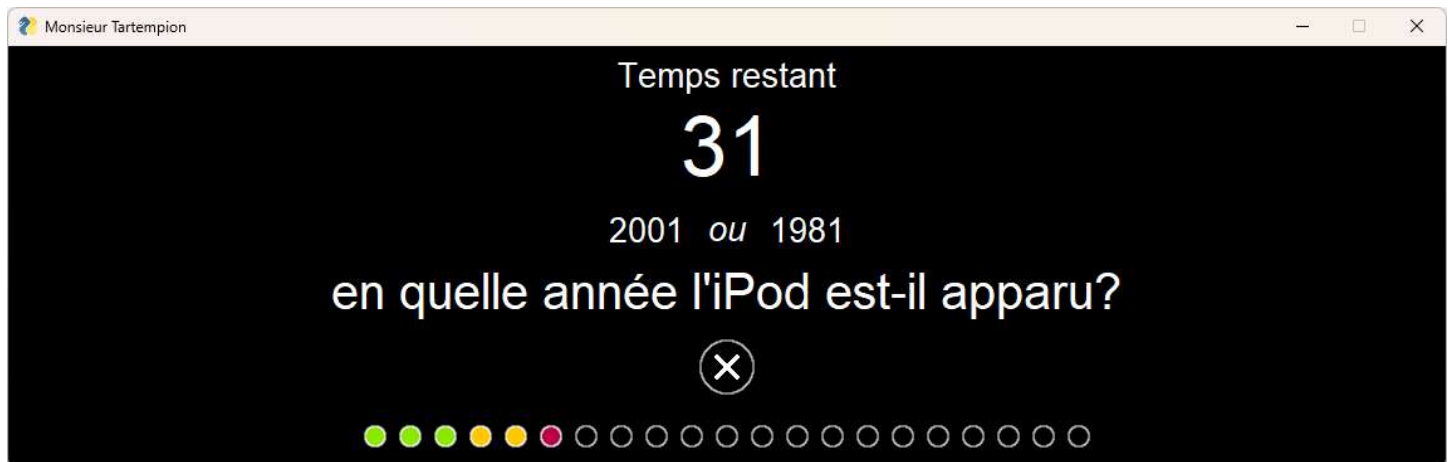 Monsieur Tartempion
Temps restant
31
2001 ou 1981
en quelle année l'iPod est-il apparu?